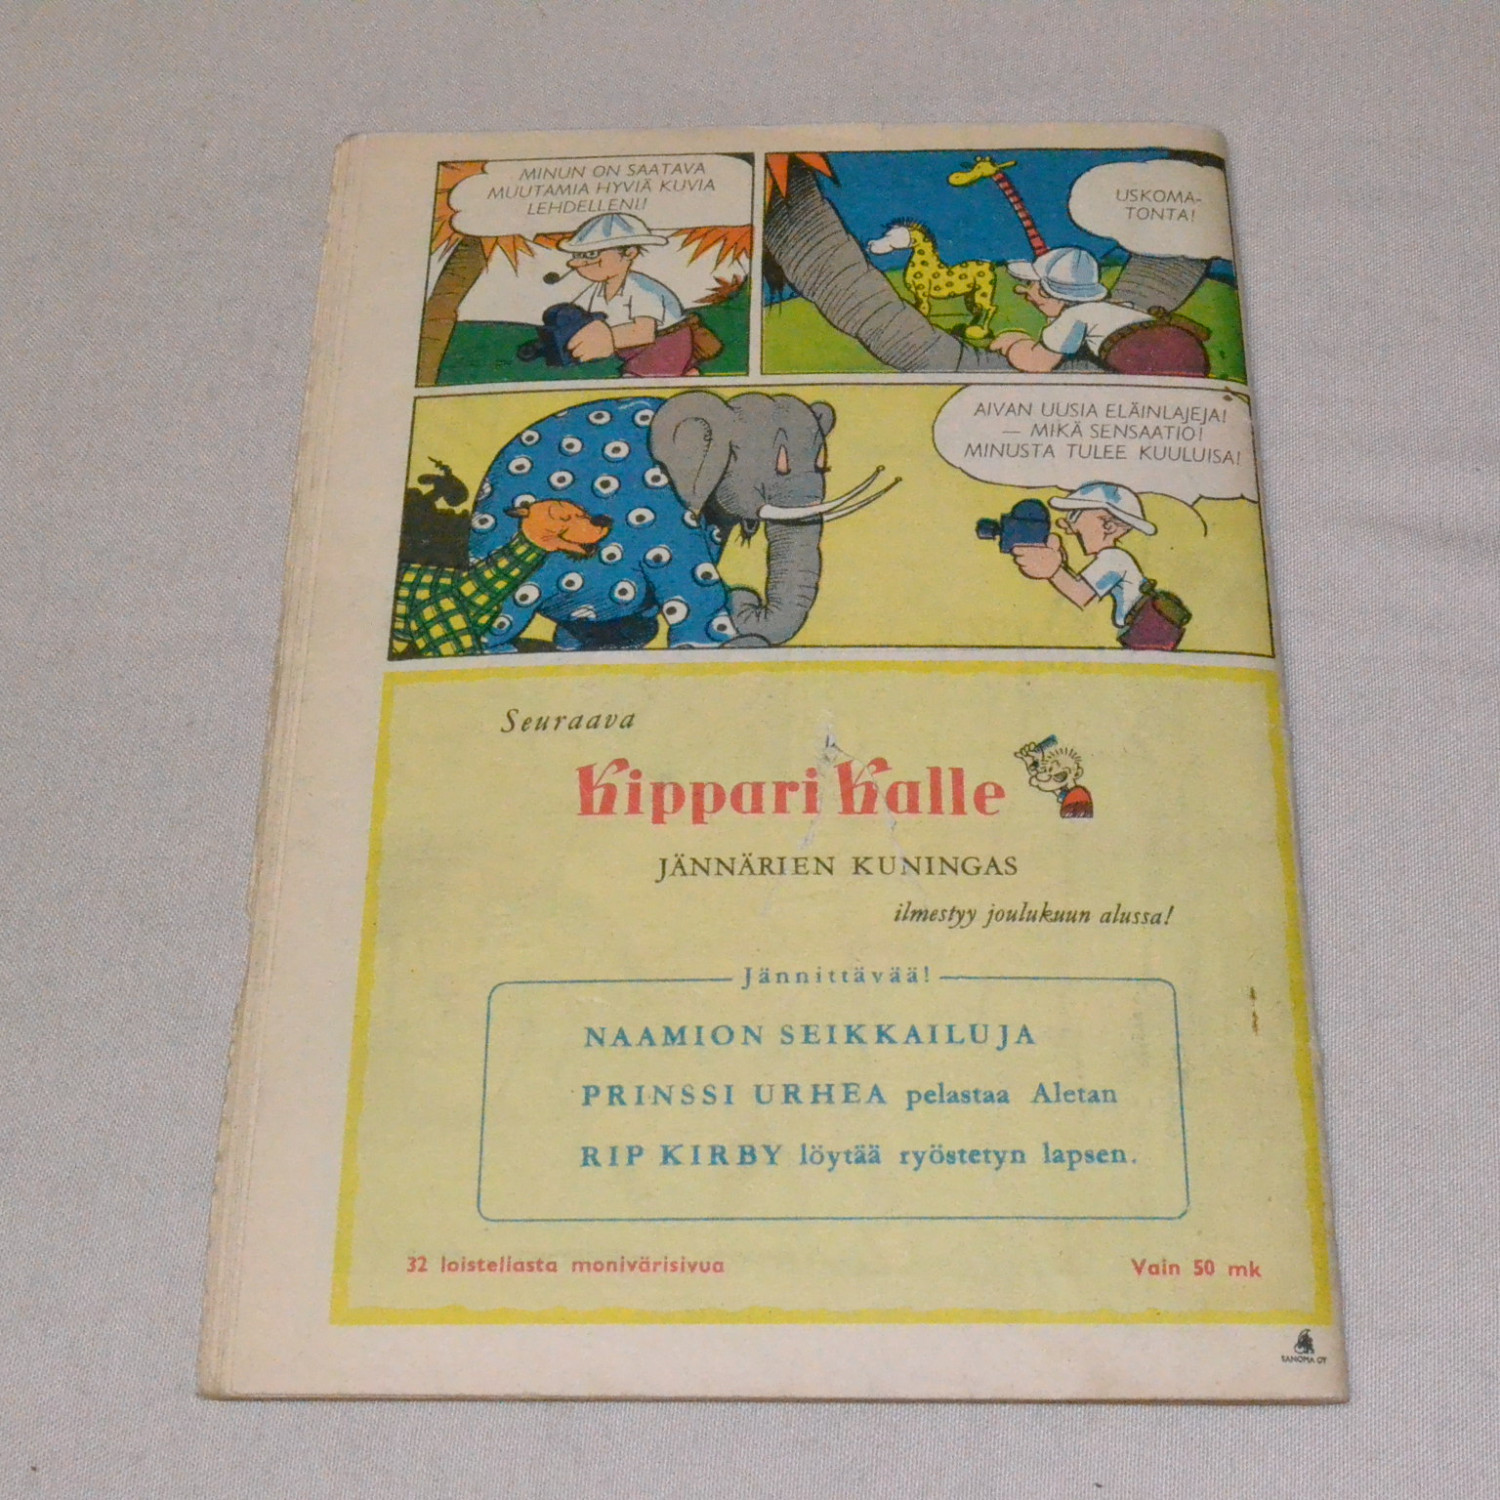 MINUN ON SAATAVA
MUUTAMIA HYVIÄ KUVIA
LEHDELLENI!
USKOMA-
TONTA!
AIVAN UUSIA ELÄINLAJEJA!
— MIKÄ SENSAATIO!
MINUSTA TULEE KUULUISA!
Seuraava
Kippari Kalle
JÄNNÄRIEN KUNINGAS
ilmestyy joulukuun alussa!
Jännittävää!
NAAMION SEIKKAILUJA
PRINSSI URHEA pelastaa Aletan
RIP KIRBY löytää ryöstetyn lapsen.
32 loisteliasta monivärisivua
Vain 50 mk
SANOMA OY